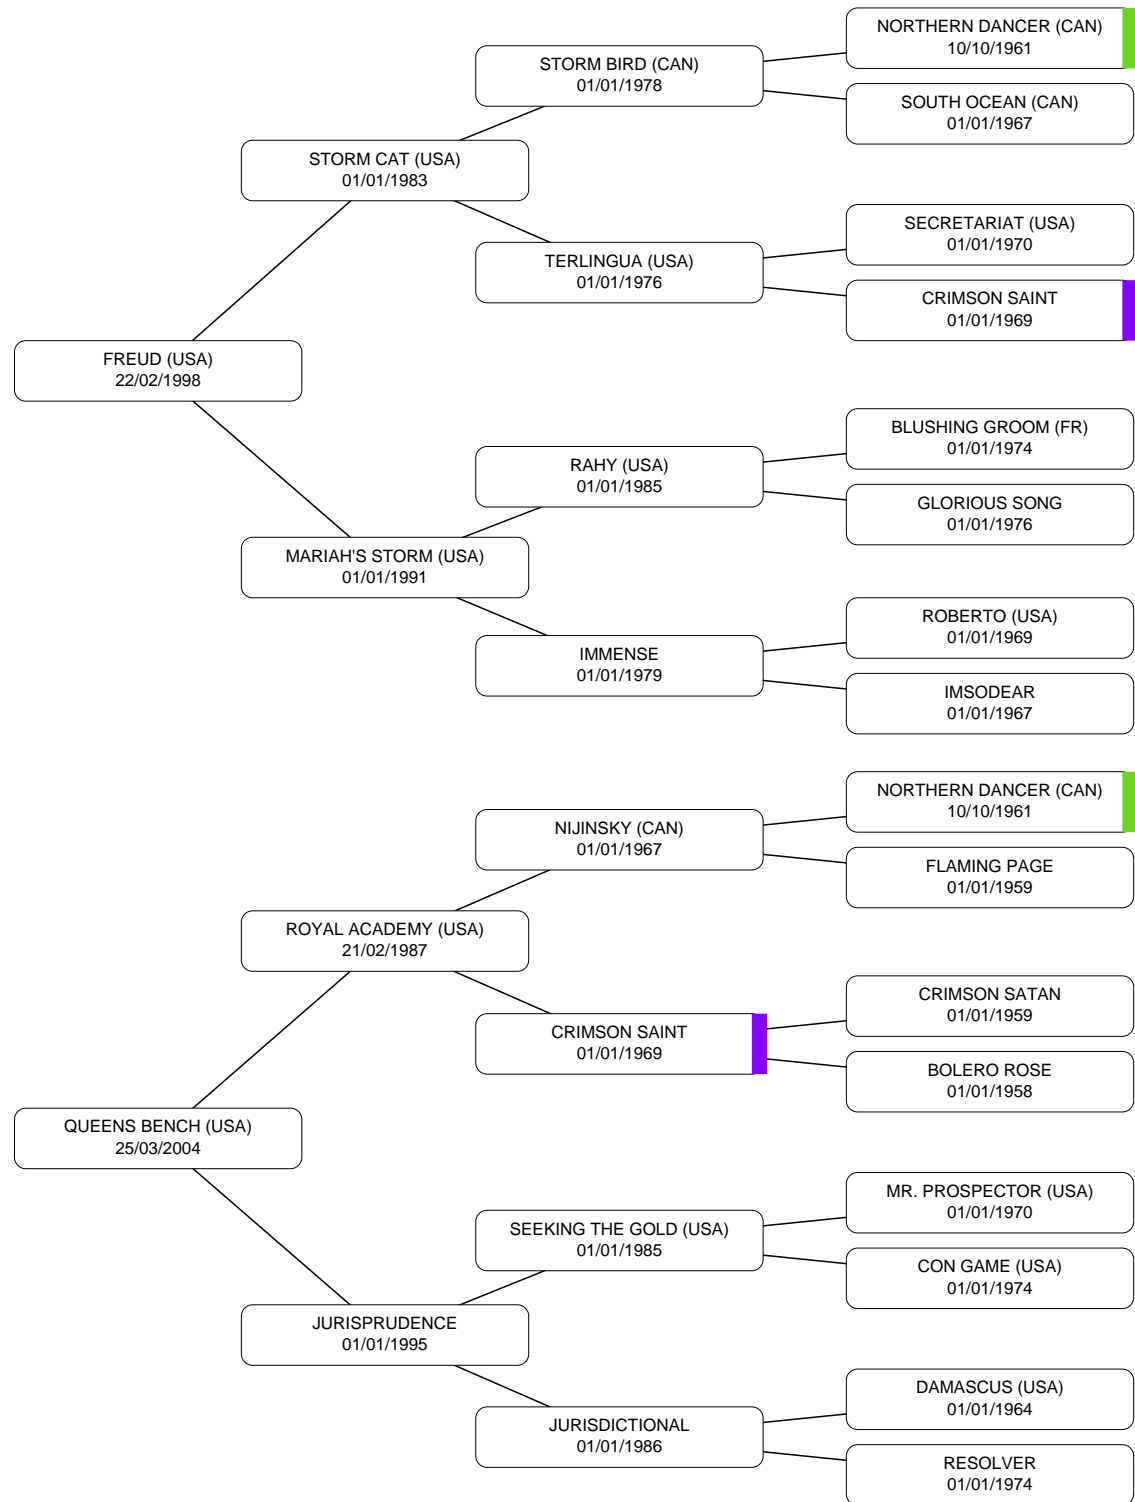 NORTHERN DANCER (CAN)
10/10/1961
STORM BIRD (CAN)
01/01/1978
SOUTH OCEAN (CAN)
01/01/1967
STORM CAT (USA)
01/01/1983
SECRETARIAT (USA)
01/01/1970
TERLINGUA (USA)
01/01/1976
CRIMSON SAINT
01/01/1969
FREUD (USA)
22/02/1998
BLUSHING GROOM (FR)
01/01/1974
RAHY (USA)
01/01/1985
GLORIOUS SONG
01/01/1976
MARIAH'S STORM (USA)
01/01/1991
ROBERTO (USA)
01/01/1969
IMMENSE
01/01/1979
IMSODEAR
01/01/1967
NORTHERN DANCER (CAN)
10/10/1961
NIJINSKY (CAN)
01/01/1967
FLAMING PAGE
01/01/1959
ROYAL ACADEMY (USA)
21/02/1987
CRIMSON SATAN
01/01/1959
CRIMSON SAINT
01/01/1969
BOLERO ROSE
01/01/1958
QUEENS BENCH (USA)
25/03/2004
MR. PROSPECTOR (USA)
01/01/1970
SEEKING THE GOLD (USA)
01/01/1985
CON GAME (USA)
01/01/1974
JURISPRUDENCE
01/01/1995
DAMASCUS (USA)
01/01/1964
JURISDICTIONAL
01/01/1986
RESOLVER
01/01/1974